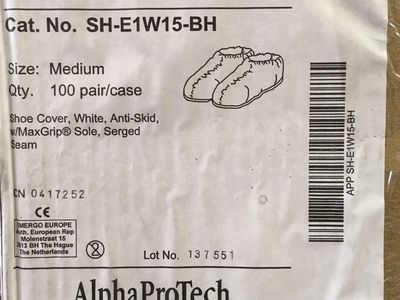 Cat. No. SH-E1W15-BH
Size: Medium
Qty. 100 pair/case
Shoe Cover, White, Anti-Skid,
w/MaxGrip® Sole, Serged
Seam
CN 0417252
CE
EMERGO EUROPE
Auth. European Rep
Molenstraat 15
2513 BH The Hague
The Netherlands
Lot No. 137551
AlphaProTech
APP SH-E1W15-BH